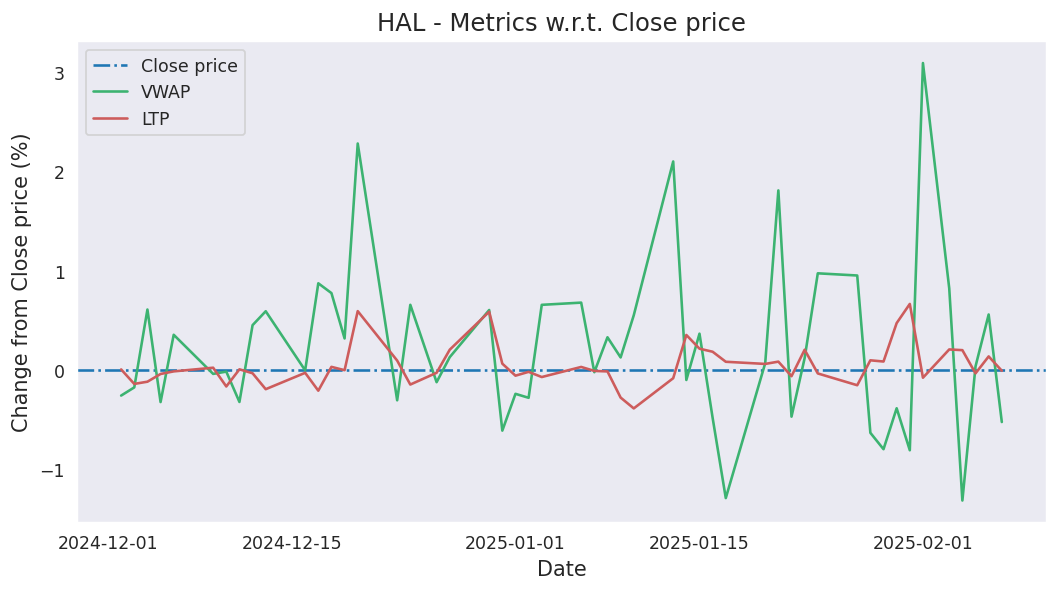 HAL - Metrics w.r.t. Close price
Close price
VWAP
LTP
Change from Close price (%)
3
2
1
0
−1
2024-12-01
2024-12-15
2025-01-01
2025-01-15
2025-02-01
Date